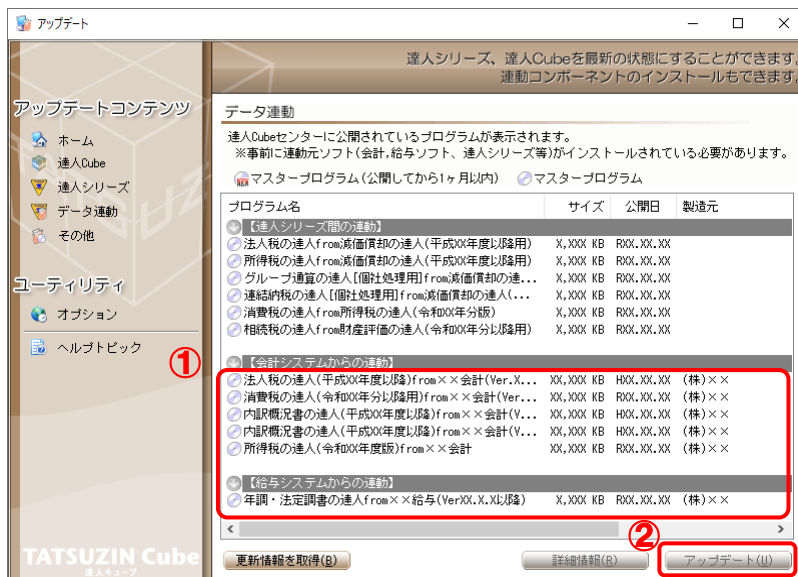 アップデート
達人シリーズ、達人Cubeを最新の状態にすることができます。
連動コンポーネントのインストールもできます。
アップデートコンテンツ
ホーム
達人Cube
達人シリーズ
データ連動
その他
ユーティリティ
オプション
ヘルプトピック
データ連動
達人Cubeセンターに公開されているプログラムが表示されます。
※事前に連動元ソフト(会計,給与ソフト、達人シリーズ等)がインストールされている必要があります。
マスタープログラム(公開してから1ヶ月以内) マスタープログラム
プログラム名 サイズ 公開日 製造元
【達人シリーズ間の連動】
法人税の達人from減価償却の達人(平成XX年度以降用) X,XXX KB RXX.XX.XX
所得税の達人from減価償却の達人(平成XX年度以降用) X,XXX KB RXX.XX.XX
グループ通算の達人[個社処理用]from減価償却の達... X,XXX KB RXX.XX.XX
連結納税の達人[個社処理用]from減価償却の達人(... X,XXX KB RXX.XX.XX
消費税の達人from所得税の達人(令和XX年分版) X,XXX KB RXX.XX.XX
相続税の達人from財産評価の達人(令和XX年分以降用) X,XXX KB RXX.XX.XX
①
【会計システムからの連動】
法人税の達人(平成XX年度以降)from××会計(Ver.X... XX,XXX KB HXX.XX.XX (株)××
消費税の達人(令和XX年分以降用)from××会計(Ver... XX,XXX KB RXX.XX.XX (株)××
内訳概況書の達人(平成XX年度以降)from××会計(V... XX,XXX KB HXX.XX.XX (株)××
内訳概況書の達人(平成XX年度以降)from××会計(V... XX,XXX KB RXX.XX.XX (株)××
所得税の達人(令和XX年度版)from××会計 XX,XXX KB RXX.XX.XX (株)××
【給与システムからの連動】
年調・法定調書の達人from××給与(VerXX.X.X以降) X,XXX KB RXX.XX.XX (株)××
②
更新情報を取得(B) 詳細情報(R) アップデート(U)
TATSUZIN Cube
達人キューブ